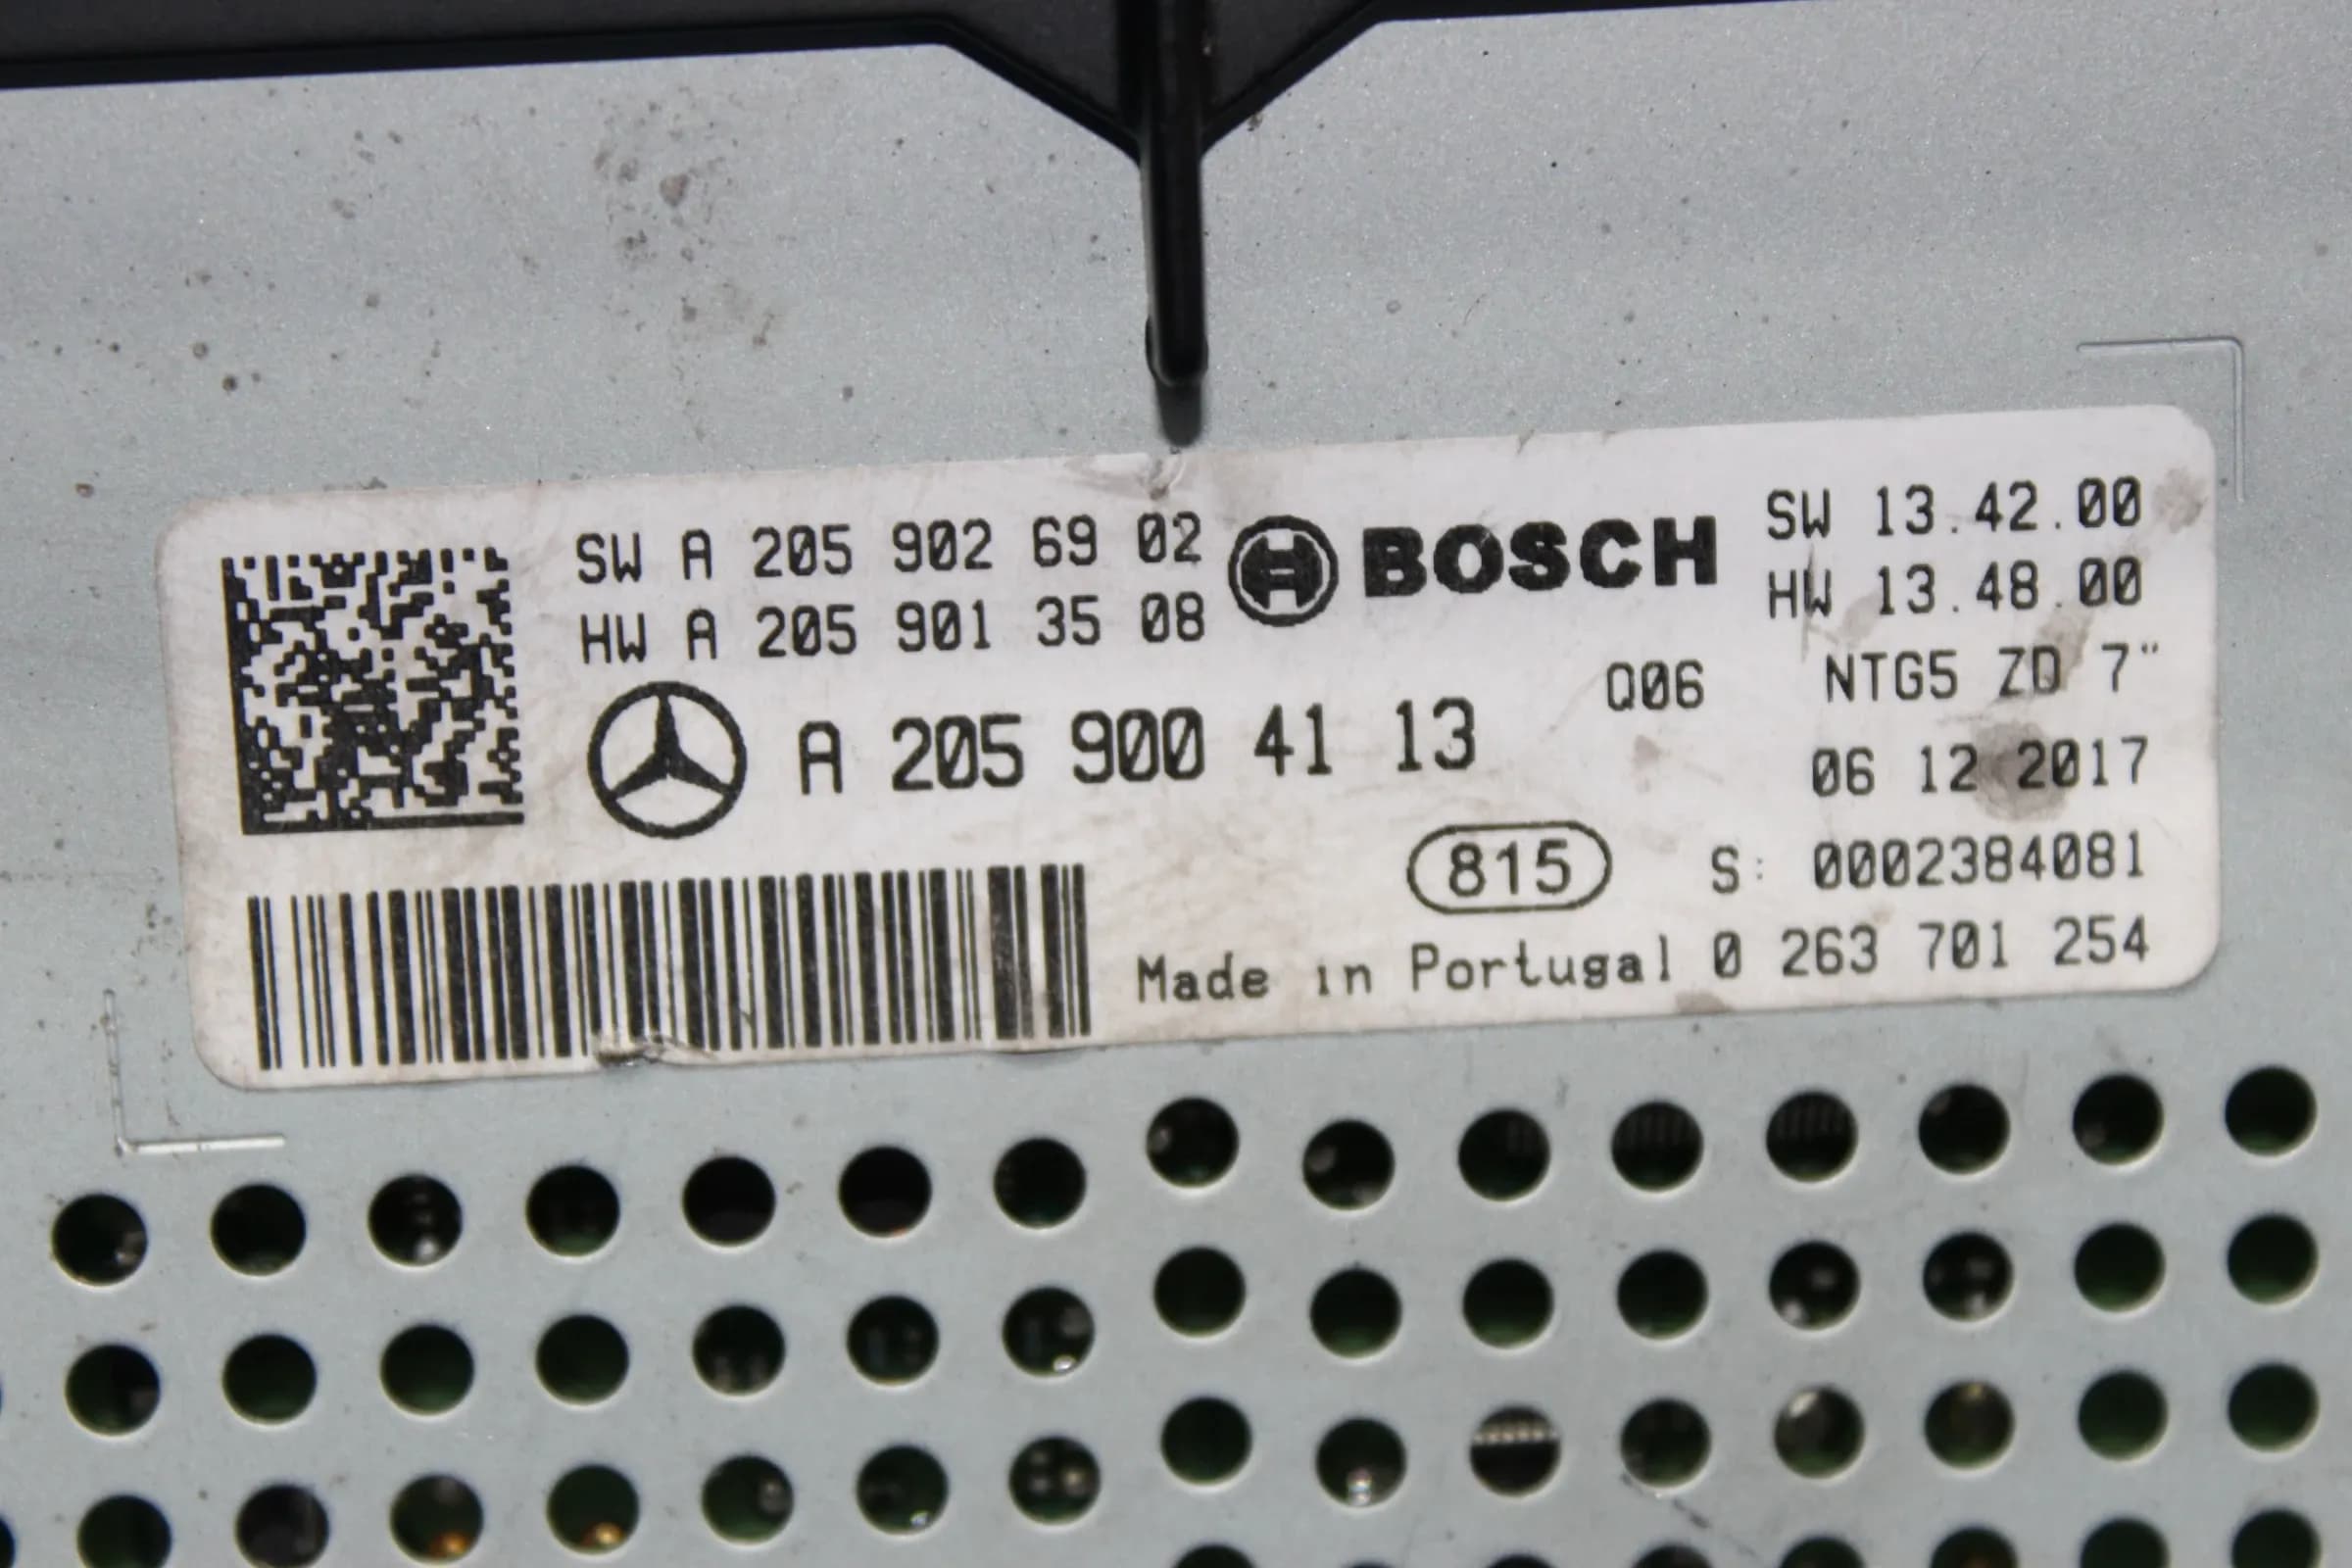 SW A 205 902 69 02
HW A 205 901 35 08
BOSCH
SW 13.42.00
HW 13.48.00
Q06 NTG5 ZD 7"
A 205 900 41 13
06 12 2017
815 S: 0002384081
Made in Portugal 0 263 701 254